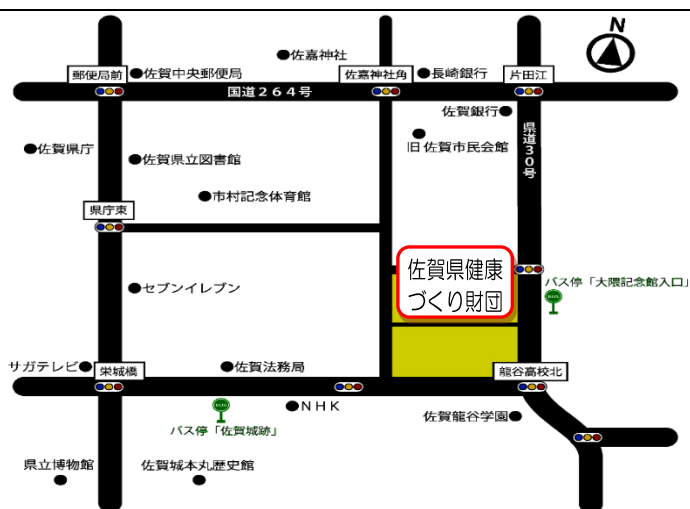 N
●佐嘉神社
郵便局前
●佐賀中央郵便局
佐嘉神社角
●長崎銀行
片田江
国道264号
佐賀銀行●
県道30号
●佐賀県庁
●佐賀県立図書館
旧 佐賀市民会館
●市村記念体育館
県庁東
佐賀県健康
づくり財団
●セブンイレブン
バス停「大隈記念館入口」
サガテレビ●
栄城橋
●佐賀法務局
龍谷高校北
●NHK
佐賀龍谷学園●
バス停「佐賀城跡」
県立博物館
佐賀城本丸歴史館